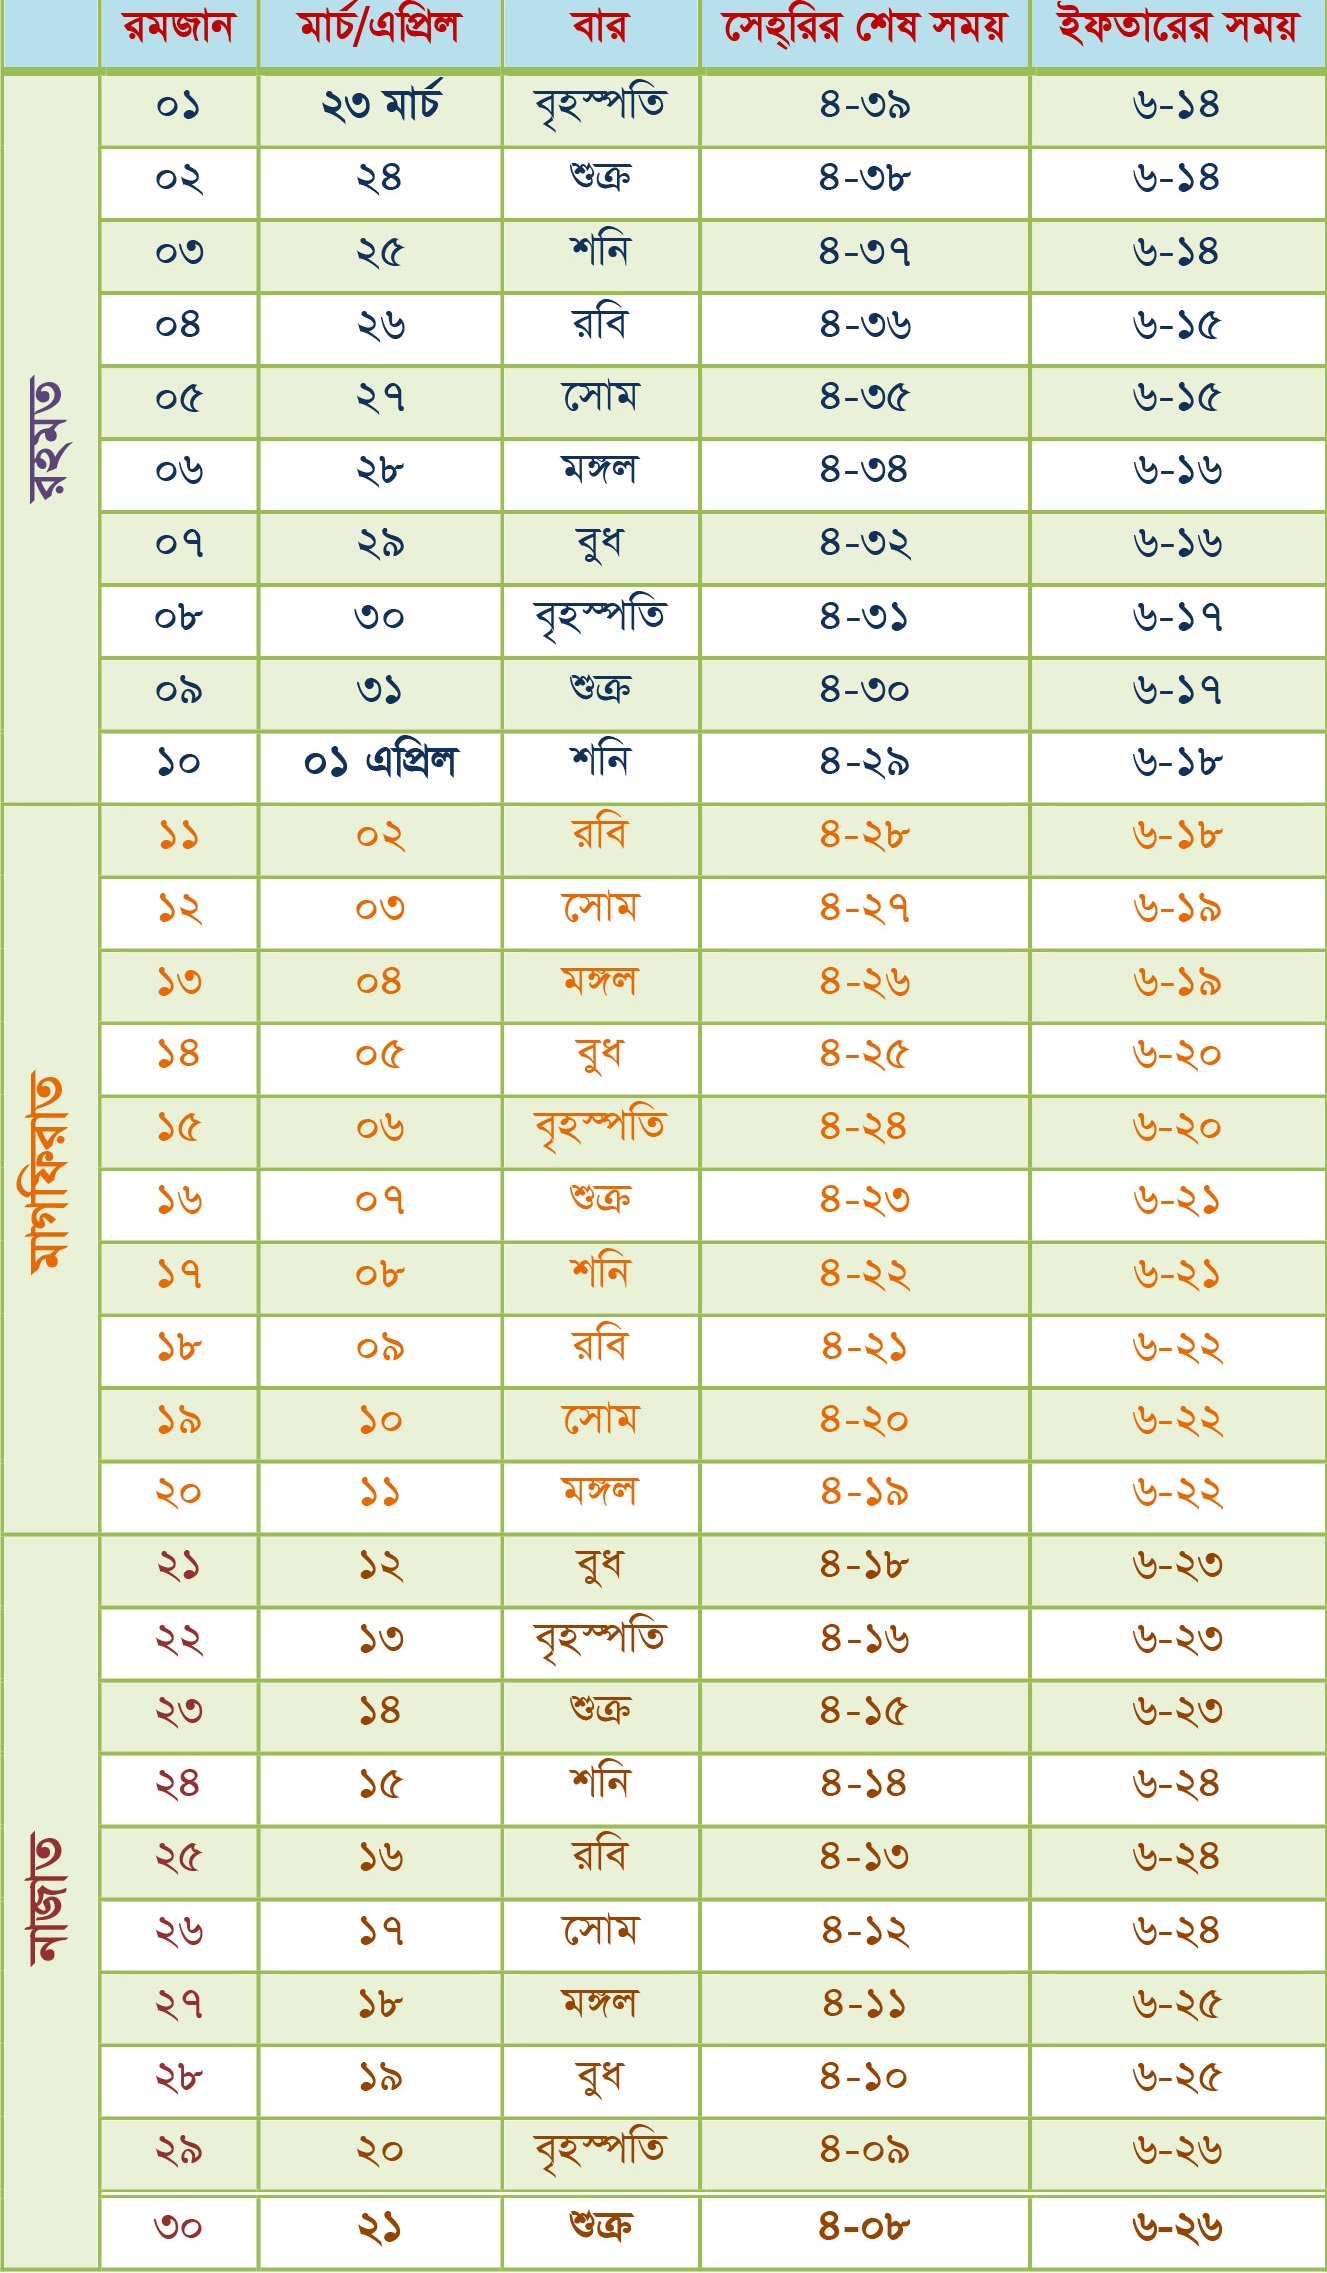 রমজান মার্চ/এপ্রিল বার সেহ্‌রির শেষ সময় ইফতারের সময়
রহমত
০১ ২৩ মার্চ বৃহস্পতি ৪-৩৯ ৬-১৪
০২ ২৪ শুক্র ৪-৩৮ ৬-১৪
০৩ ২৫ শনি ৪-৩৭ ৬-১৪
০৪ ২৬ রবি ৪-৩৬ ৬-১৫
০৫ ২৭ সোম ৪-৩৫ ৬-১৫
০৬ ২৮ মঙ্গল ৪-৩৪ ৬-১৬
০৭ ২৯ বুধ ৪-৩২ ৬-১৬
০৮ ৩০ বৃহস্পতি ৪-৩১ ৬-১৭
০৯ ৩১ শুক্র ৪-৩০ ৬-১৭
১০ ০১ এপ্রিল শনি ৪-২৯ ৬-১৮
মাগফিরাত
১১ ০২ রবি ৪-২৮ ৬-১৮
১২ ০৩ সোম ৪-২৭ ৬-১৯
১৩ ০৪ মঙ্গল ৪-২৬ ৬-১৯
১৪ ০৫ বুধ ৪-২৫ ৬-২০
১৫ ০৬ বৃহস্পতি ৪-২৪ ৬-২০
১৬ ০৭ শুক্র ৪-২৩ ৬-২১
১৭ ০৮ শনি ৪-২২ ৬-২১
১৮ ০৯ রবি ৪-২১ ৬-২২
১৯ ১০ সোম ৪-২০ ৬-২২
২০ ১১ মঙ্গল ৪-১৯ ৬-২২
নাজাত
২১ ১২ বুধ ৪-১৮ ৬-২৩
২২ ১৩ বৃহস্পতি ৪-১৬ ৬-২৩
২৩ ১৪ শুক্র ৪-১৫ ৬-২৩
২৪ ১৫ শনি ৪-১৪ ৬-২৪
২৫ ১৬ রবি ৪-১৩ ৬-২৪
২৬ ১৭ সোম ৪-১২ ৬-২৪
২৭ ১৮ মঙ্গল ৪-১১ ৬-২৫
২৮ ১৯ বুধ ৪-১০ ৬-২৫
২৯ ২০ বৃহস্পতি ৪-০৯ ৬-২৬
৩০ ২১ শুক্র ৪-০৮ ৬-২৬